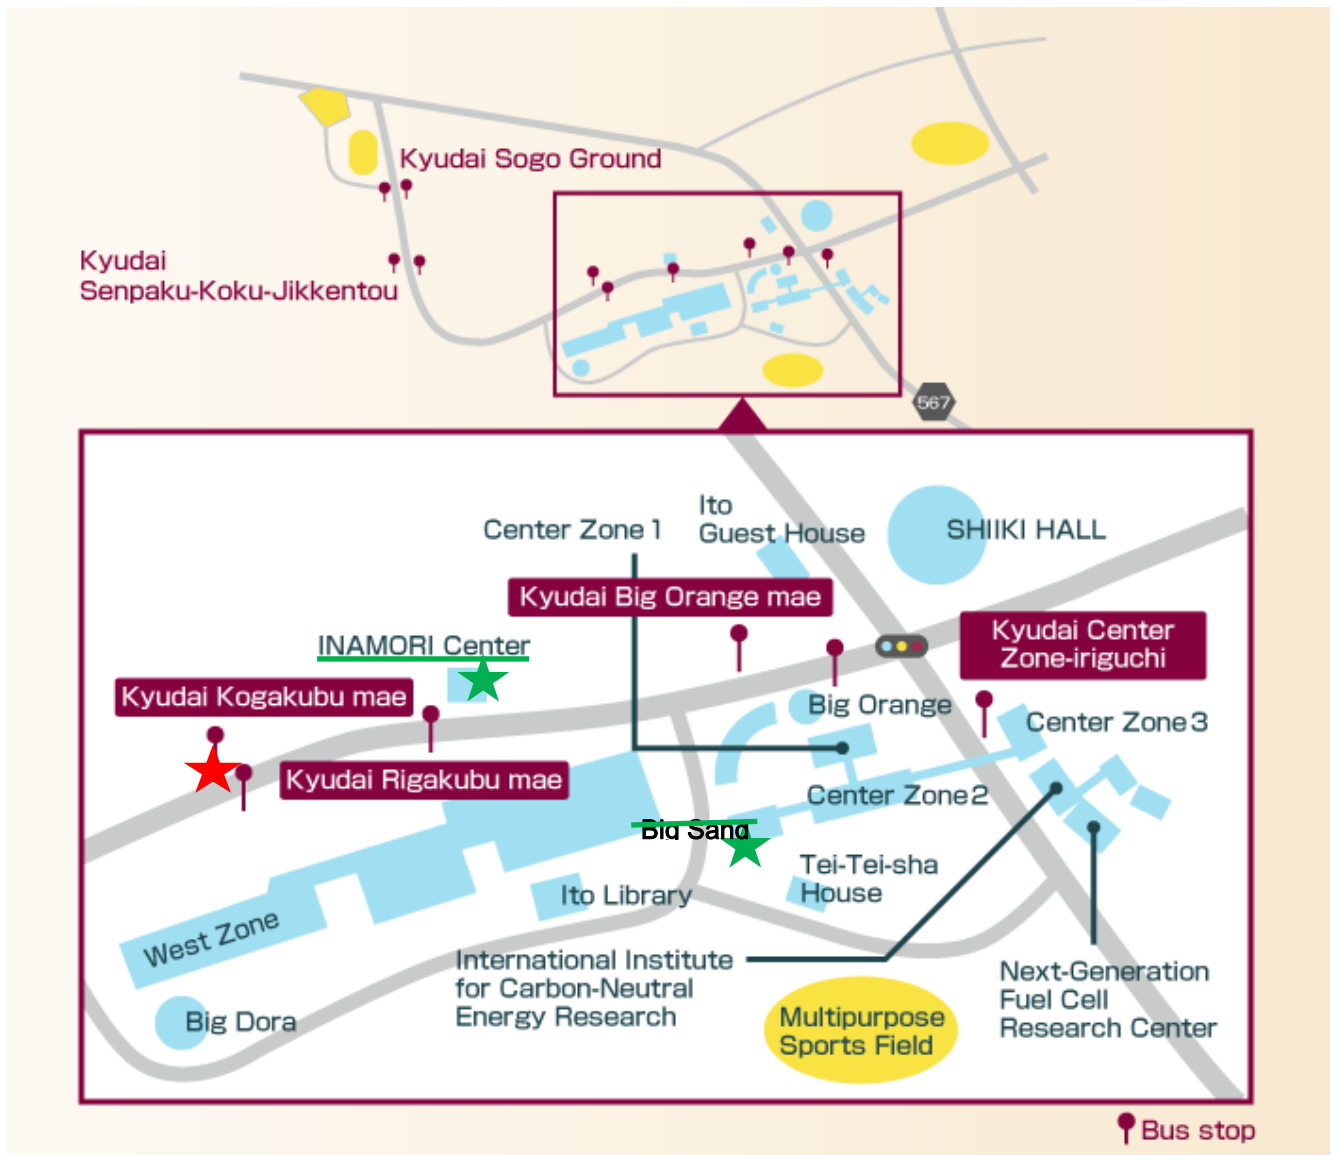 Kyudai Sogo Ground
Kyudai
Senpaku-Koku-Jikkentou
567
Ito
Guest House
Center Zone 1
SHIIKI HALL
Kyudai Big Orange mae
Kyudai Center
Zone-iriguchi
INAMORI Center
Kyudai Kogakubu mae
Big Orange
Center Zone 3
Kyudai Rigakubu mae
Center Zone 2
Big Sand
Tei-Tei-sha
House
Ito Library
West Zone
International Institute
for Carbon-Neutral
Energy Research
Next-Generation
Fuel Cell
Research Center
Big Dora
Multipurpose
Sports Field
Bus stop